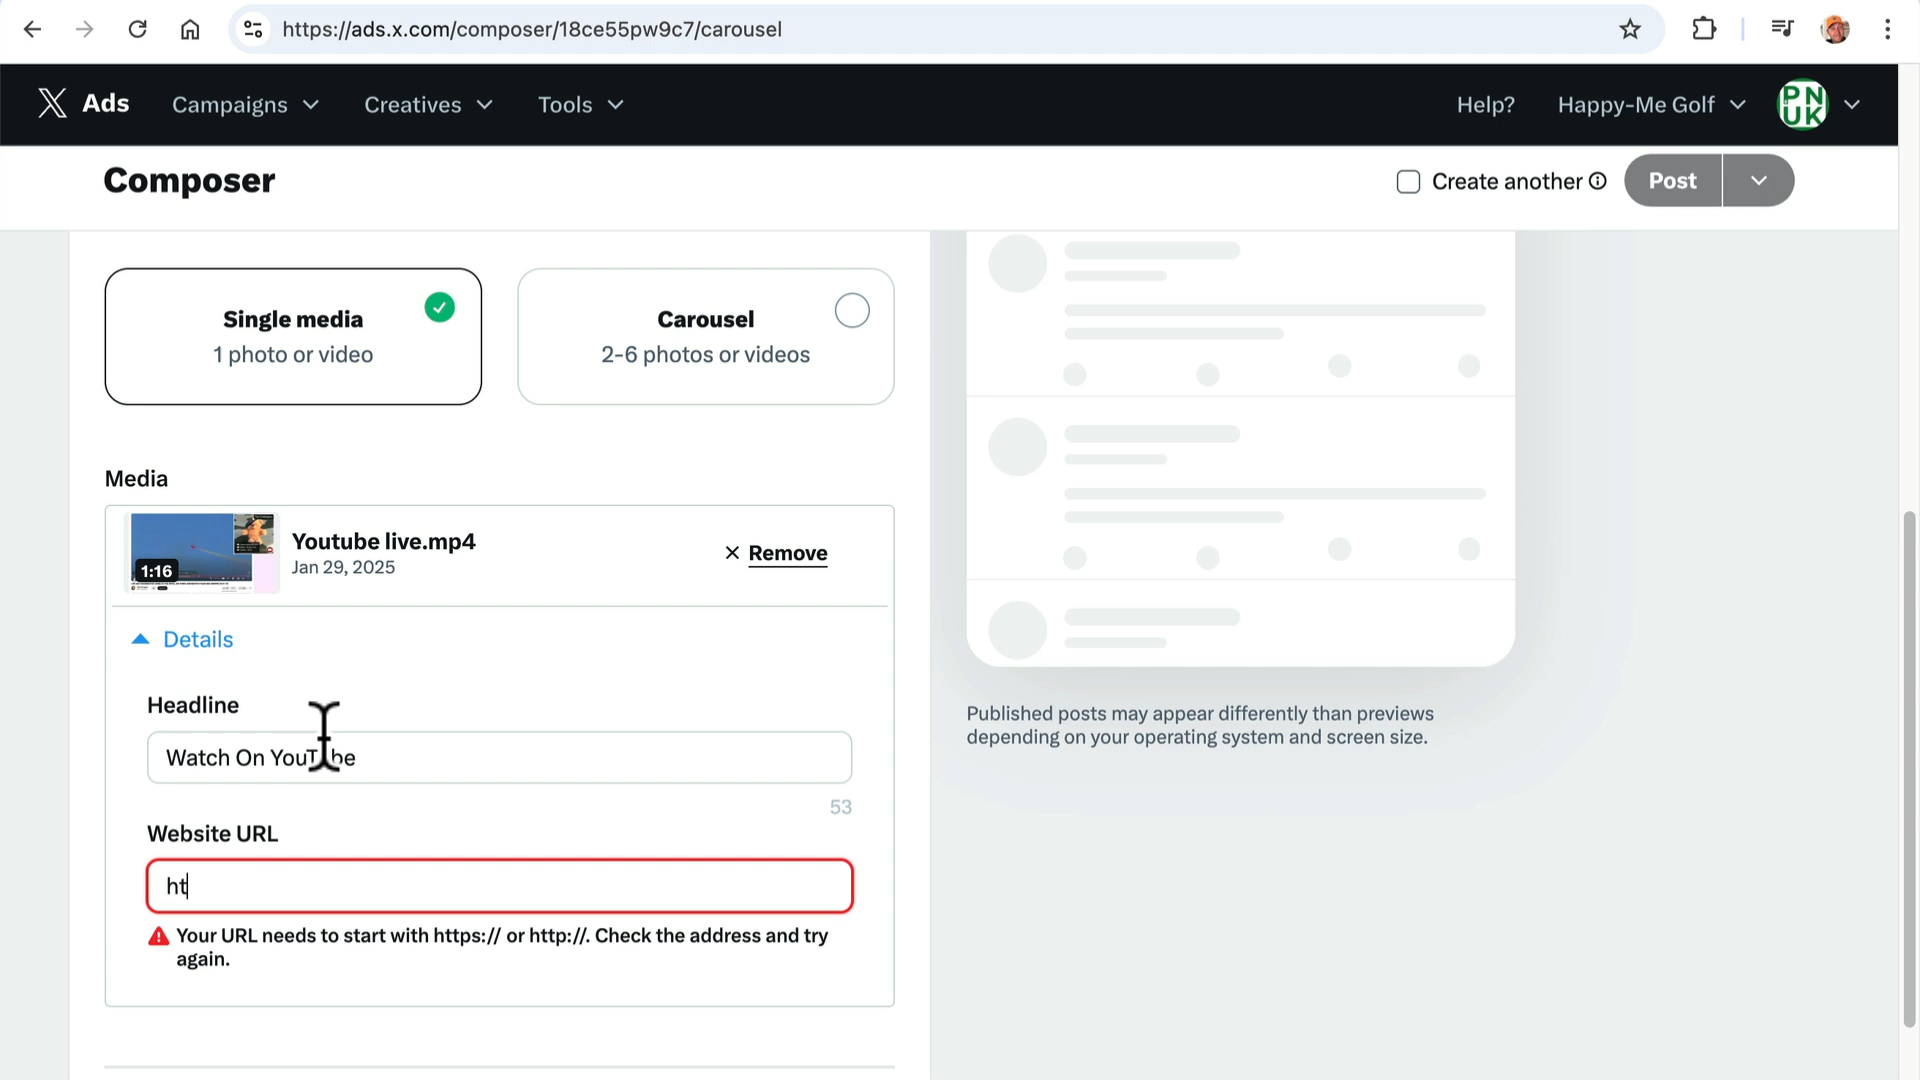 https://ads.x.com/composer/18ce55pw9c7/carousel
Ads
Campaigns
Creatives
Tools
Help?
Happy-Me Golf
PN
UK
Composer
Create another
Post
Single media
1 photo or video
Carousel
2-6 photos or videos
Media
1:16
Youtube live.mp4
Jan 29, 2025
Remove
Details
Headline
Watch On YouTube
53
Website URL
ht
Your URL needs to start with https:// or http://. Check the address and try
again.
Published posts may appear differently than previews
depending on your operating system and screen size.